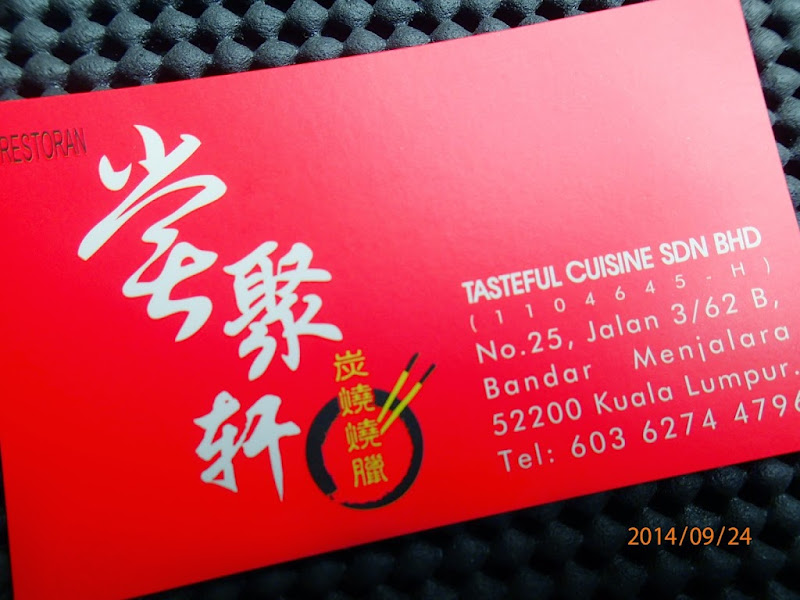 RESTORAN
尝聚轩
炭燒燒臘
TASTEFUL CUISINE SDN BHD
(1104645-H)
No.25, Jalan 3/62 B,
Bandar Menjalara
52200 Kuala Lumpur.
Tel: 603 6274 4796
2014/09/24